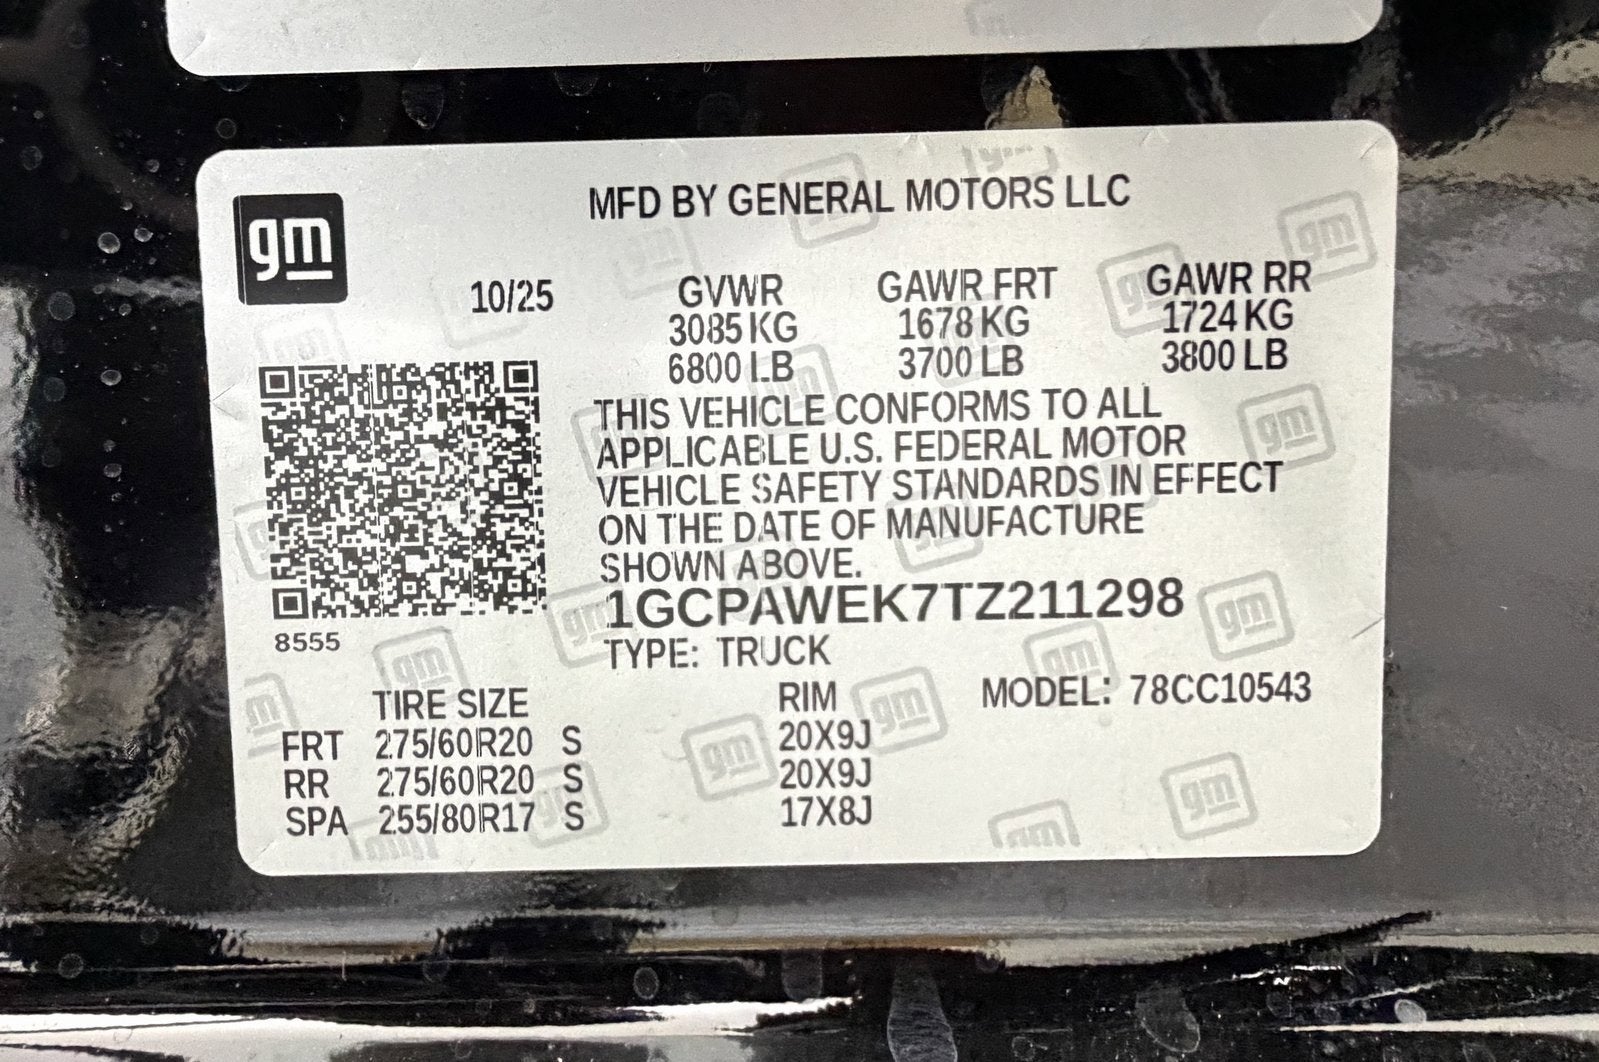 gm
MFD BY GENERAL MOTORS LLC
10/25
GVWR GAWR FRT GAWR RR
3085 KG 1678 KG 1724 KG
6800 LB 3700 LB 3800 LB
THIS VEHICLE CONFORMS TO ALL
APPLICABLE U.S. FEDERAL MOTOR
VEHICLE SAFETY STANDARDS IN EFFECT
ON THE DATE OF MANUFACTURE
SHOWN ABOVE.
1GCPAWEK7TZ211298
8555
TYPE: TRUCK
TIRE SIZE RIM MODEL: 78CC10543
FRT 275/60R20 S 20X9J
RR 275/60R20 S 20X9J
SPA 255/80R17 S 17X8J